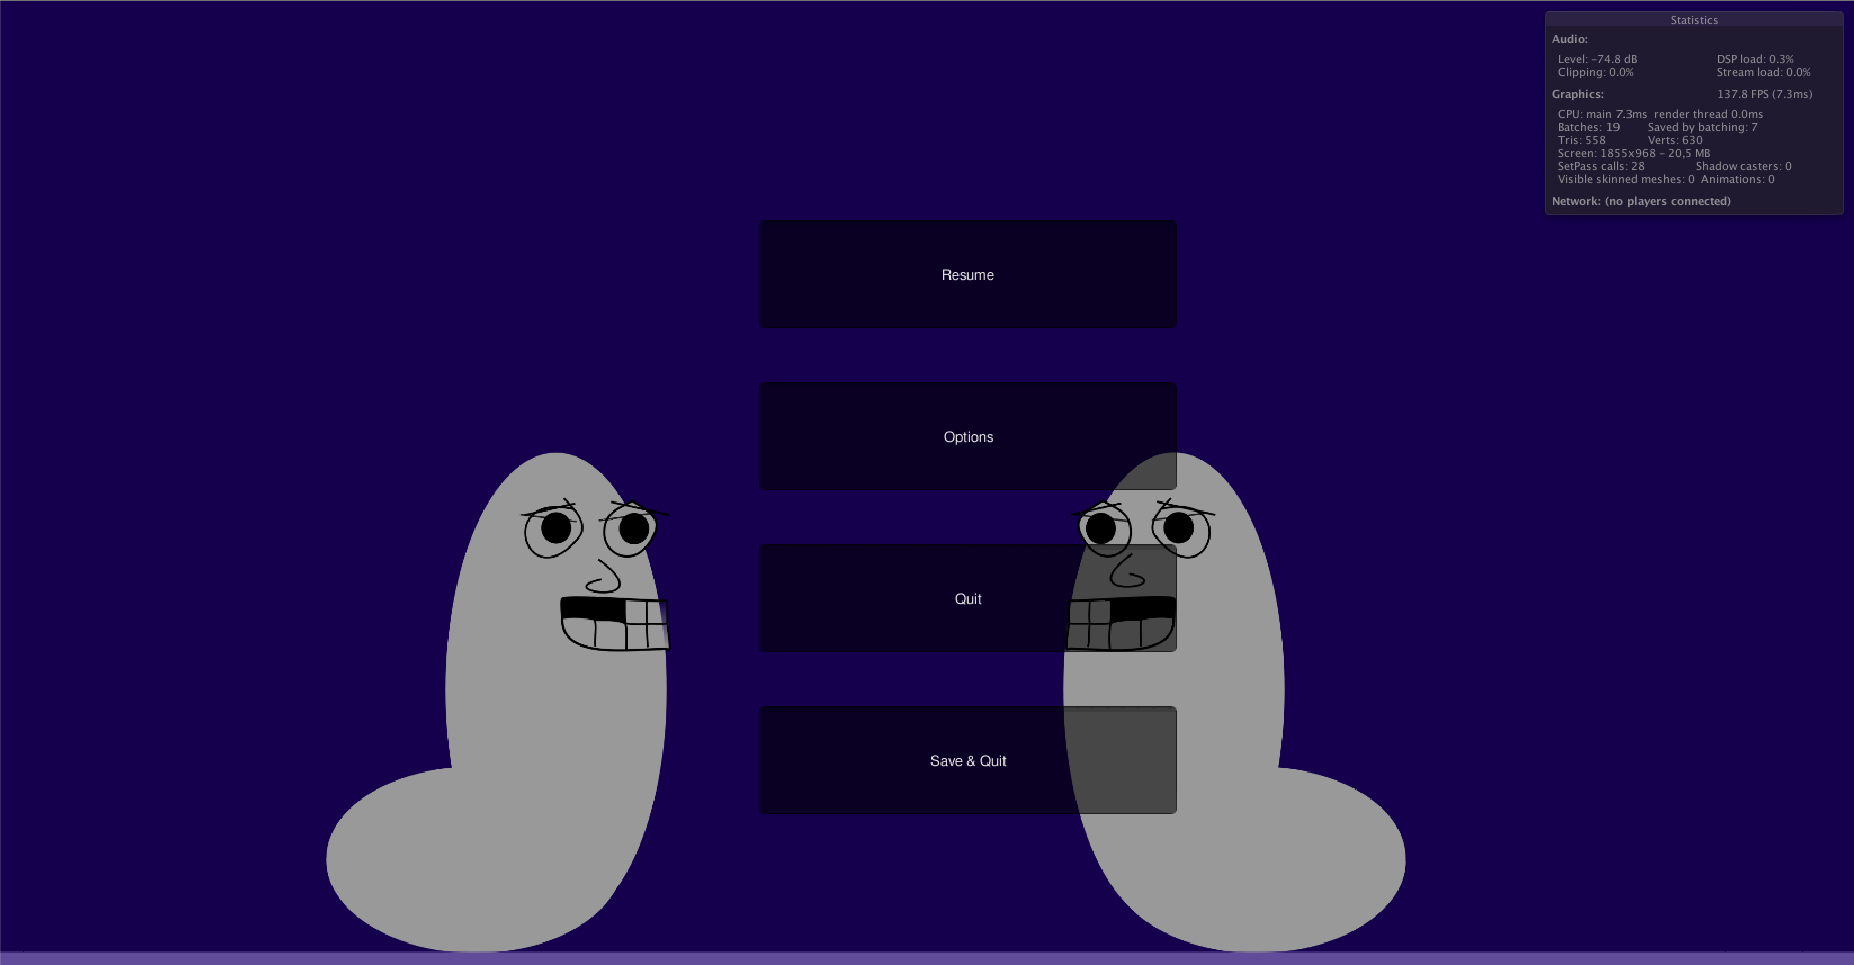 Statistics
Audio:
Level: -74.8 dB DSP load: 0.3%
Clipping: 0.0% Stream load: 0.0%
Graphics: 137.8 FPS (7.3ms)
CPU: main 7.3ms render thread 0.0ms
Batches: 19 Saved by batching: 7
Tris: 558 Verts: 630
Screen: 1855x968 - 20,5 MB
SetPass calls: 28 Shadow casters: 0
Visible skinned meshes: 0 Animations: 0
Network: (no players connected)
Resume
Options
Quit
Save & Quit